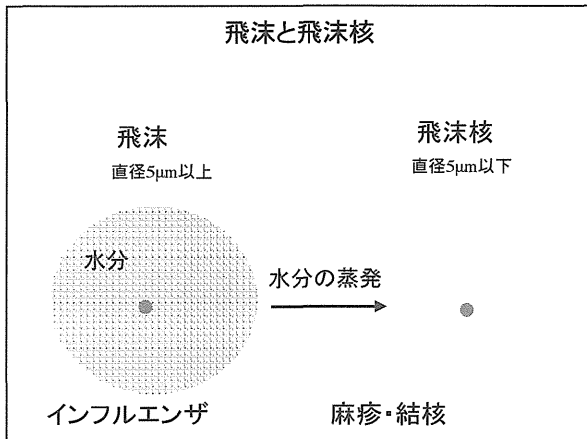 飛沫と飛沫核
飛沫
直径5μm以上
飛沫核
直径5μm以下
水分
水分の蒸発
インフルエンザ
麻疹・結核